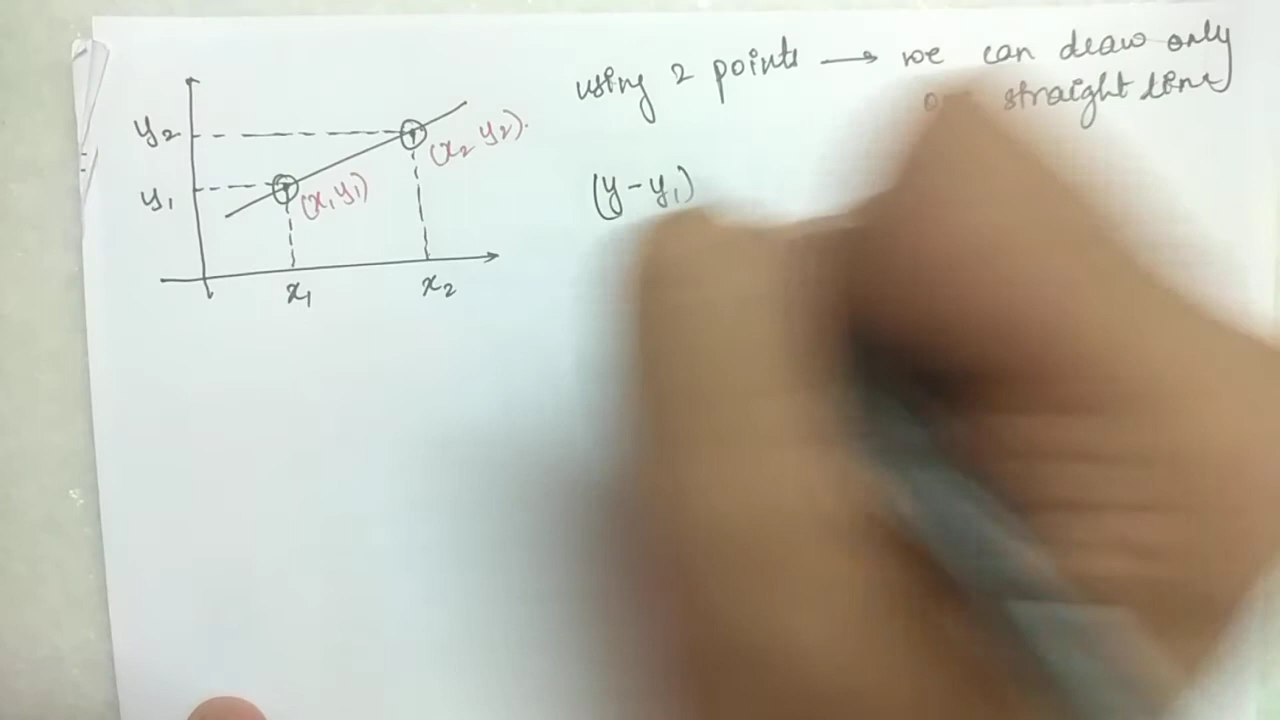 using 2 points → we can draw only
straight line
y2
(x2 y2).
y1
(x1 y1)
(y-y1)
x1
x2